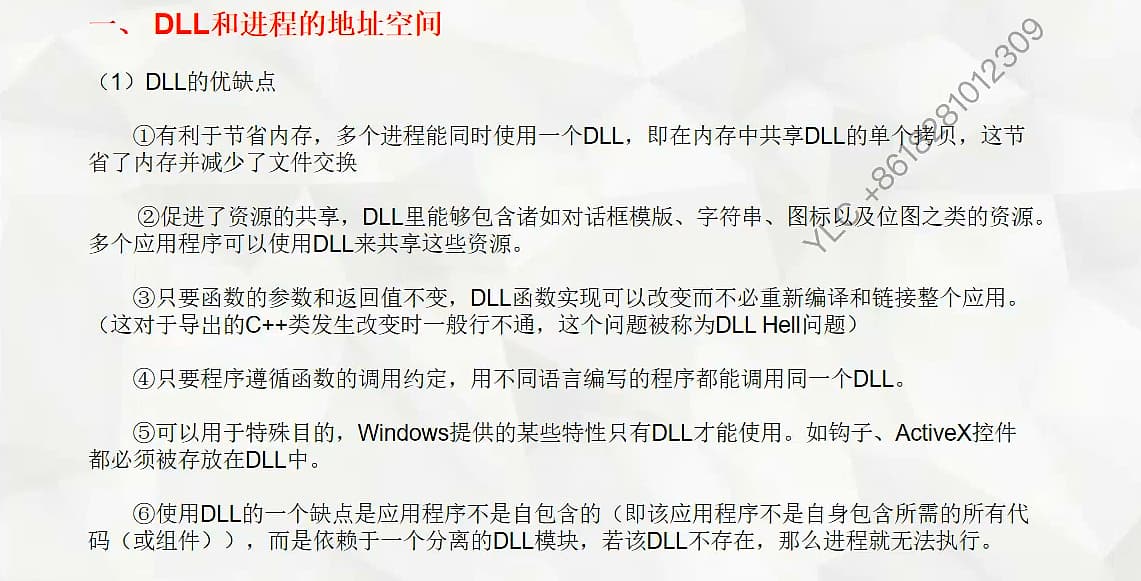 一、 DLL和进程的地址空间
（1）DLL的优缺点
①有利于节省内存，多个进程能同时使用一个DLL，即在内存中共享DLL的单个拷贝，这节
省了内存并减少了文件交换
②促进了资源的共享，DLL里能够包含诸如对话框模版、字符串、图标以及位图之类的资源。
多个应用程序可以使用DLL来共享这些资源。
③只要函数的参数和返回值不变，DLL函数实现可以改变而不必重新编译和链接整个应用。
（这对于导出的C++类发生改变时一般行不通，这个问题被称为DLL Hell问题）
④只要程序遵循函数的调用约定，用不同语言编写的程序都能调用同一个DLL。
⑤可以用于特殊目的，Windows提供的某些特性只有DLL才能使用。如钩子、ActiveX控件
都必须被存放在DLL中。
⑥使用DLL的一个缺点是应用程序不是自包含的（即该应用程序不是自身包含所需的所有代
码（或组件）），而是依赖于一个分离的DLL模块，若该DLL不存在，那么进程就无法执行。
YLC +8618281012309